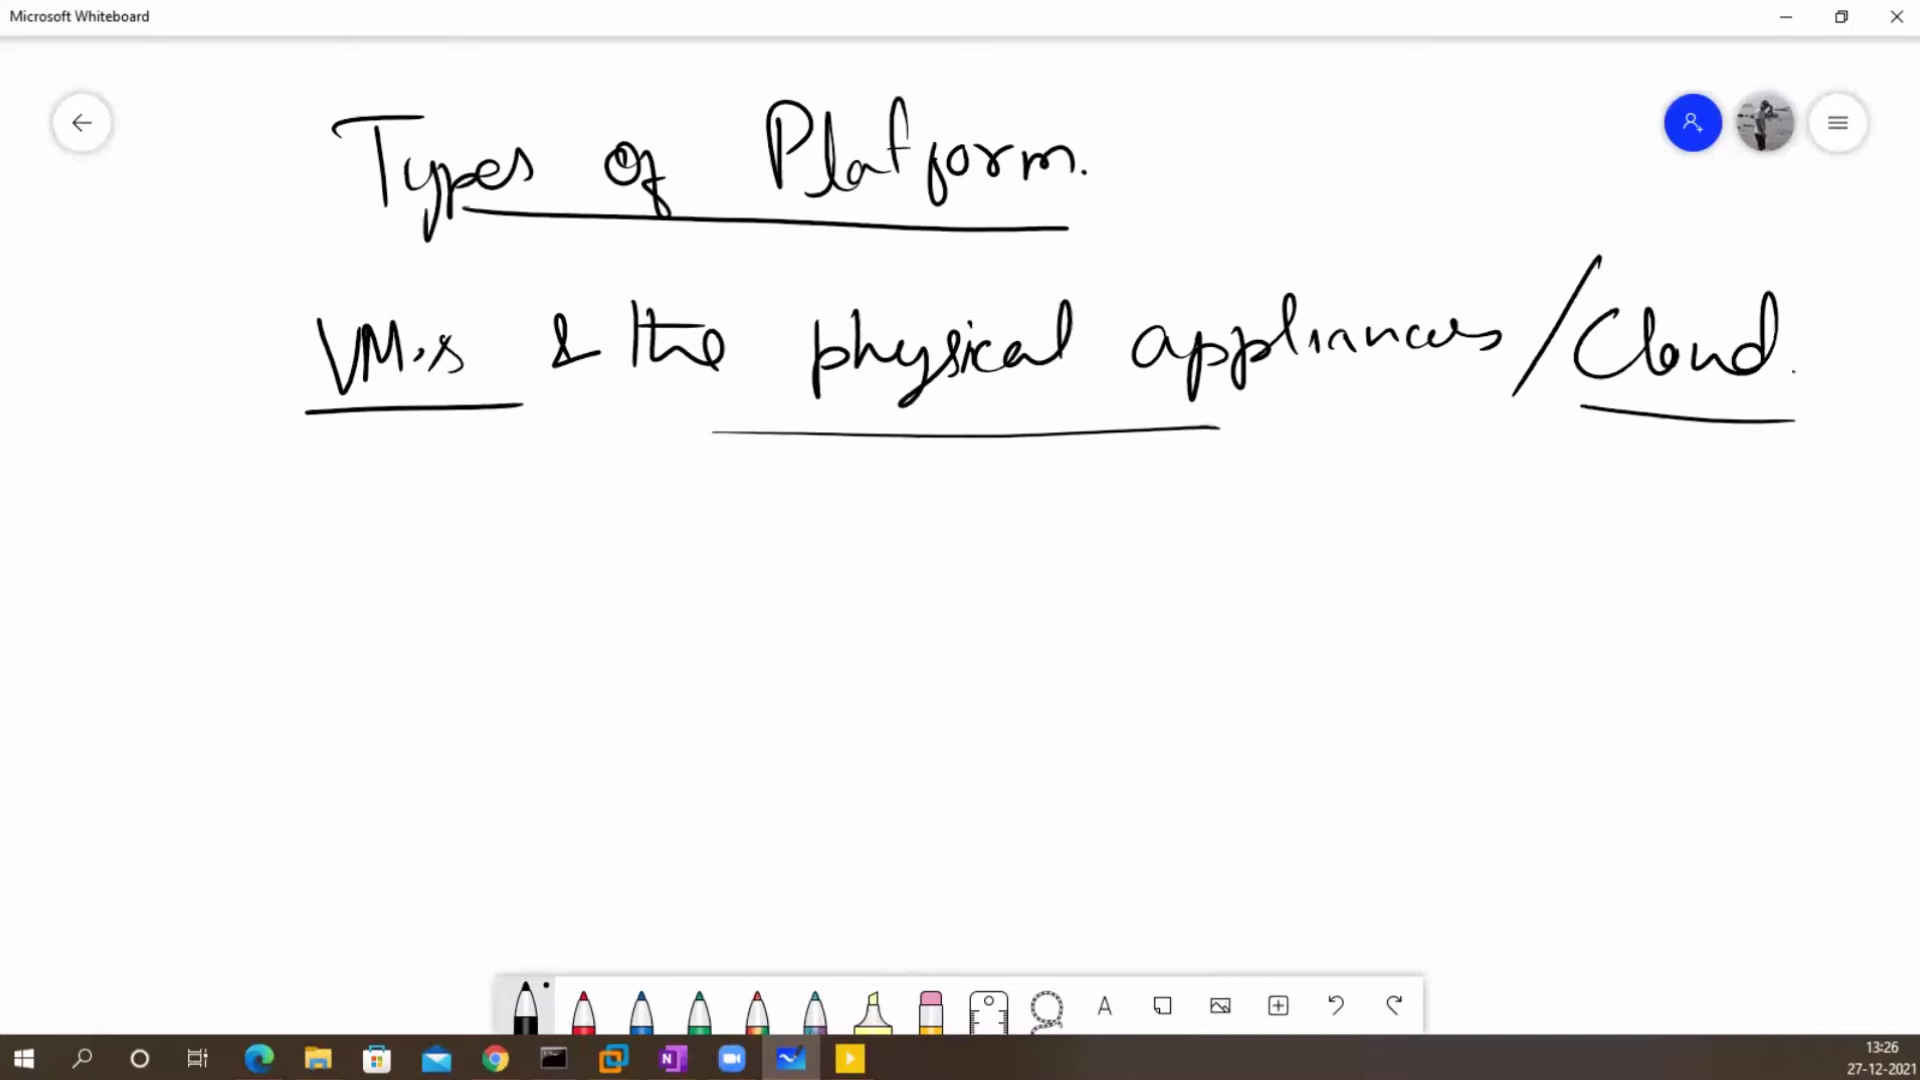 Microsoft Whiteboard
Types of Platform.
VM.s & the physical appliances/Cloud.
A
N
13:26
27-12-2021